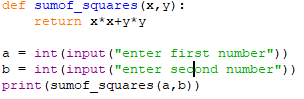 def sumof_squares(x,y):
    return x*x+y*y

a = int(input("enter first number"))
b = int(input("enter second number"))
print(sumof_squares(a,b))